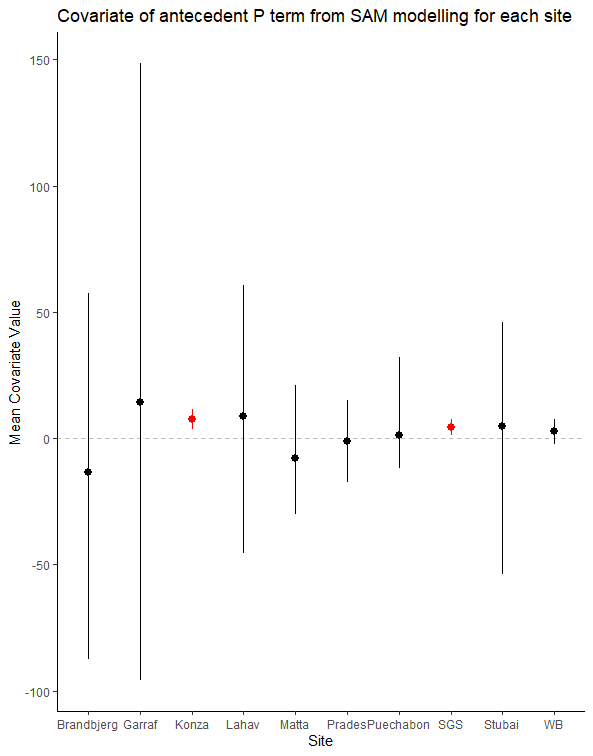 Covariate of antecedent P term from SAM modelling for each site
Mean Covariate Value
150
100
50
0
-50
-100
Brandbjerg Garraf Konza Lahav Matta Prades Puechabon SGS Stubai WB
Site